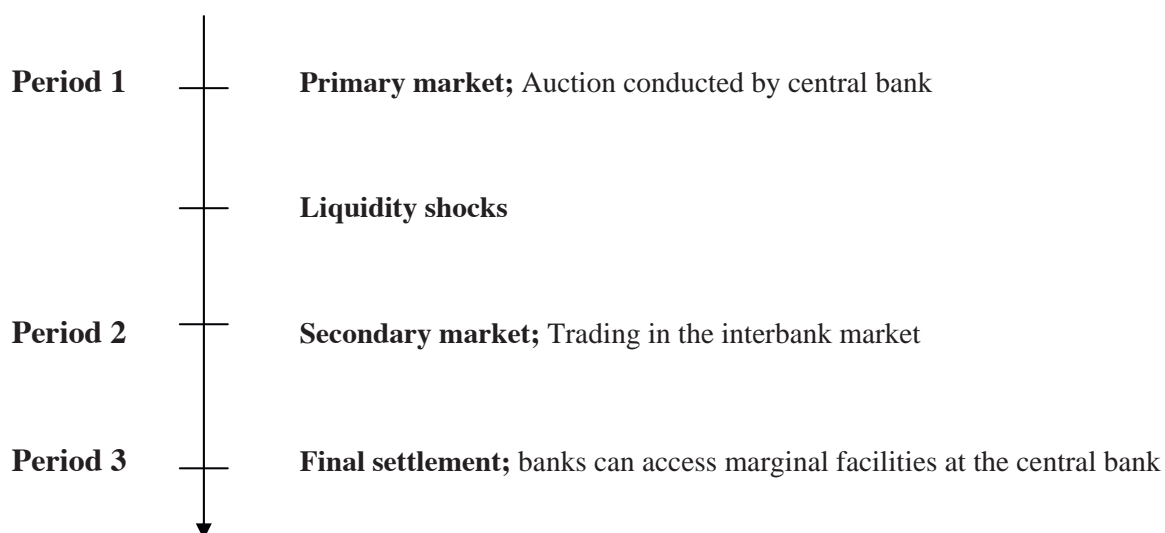 Period 1 Primary market; Auction conducted by central bank
Liquidity shocks
Period 2 Secondary market; Trading in the interbank market
Period 3 Final settlement; banks can access marginal facilities at the central bank